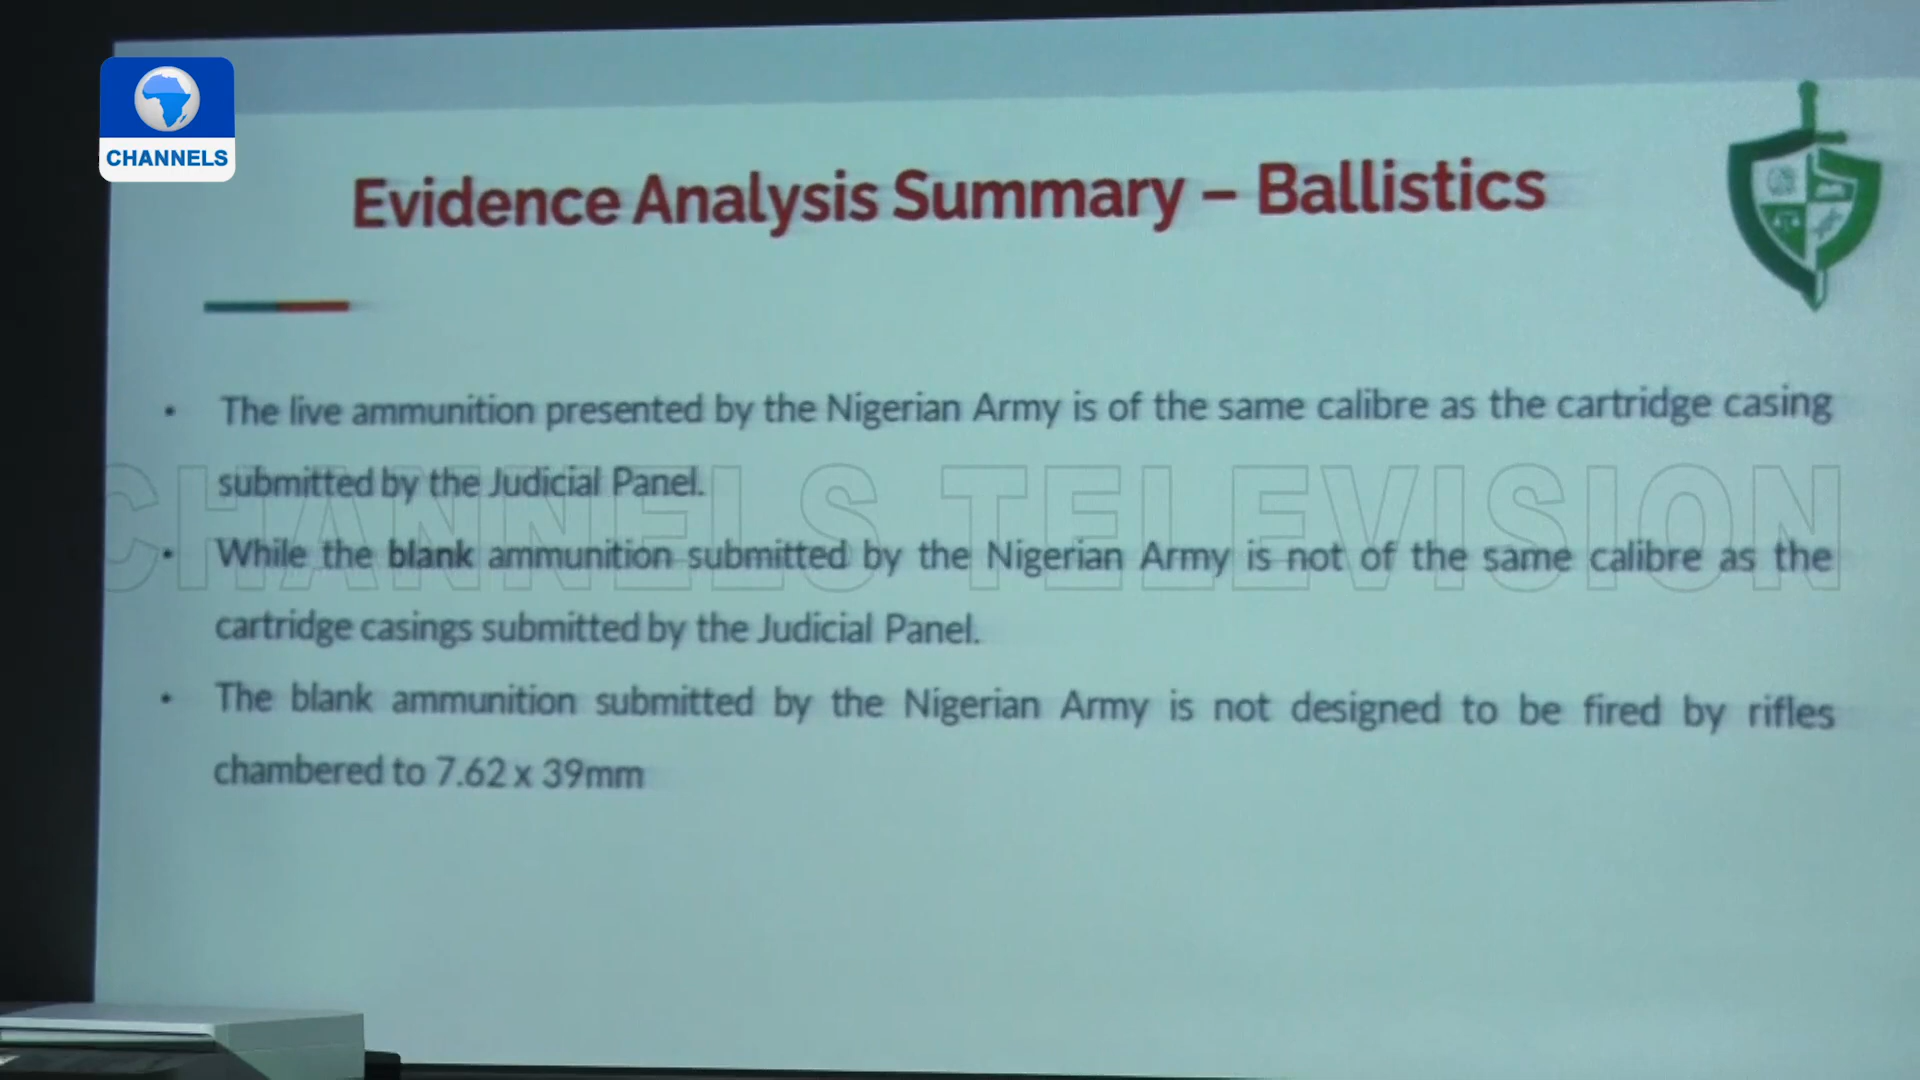 CHANNELS
Evidence Analysis Summary – Ballistics
• The live ammunition presented by the Nigerian Army is of the same calibre as the cartridge casing
submitted by the Judicial Panel.
CHANNELS TELEVISION
• While the blank ammunition submitted by the Nigerian Army is not of the same calibre as the
cartridge casings submitted by the Judicial Panel.
• The blank ammunition submitted by the Nigerian Army is not designed to be fired by rifles
chambered to 7.62 x 39mm